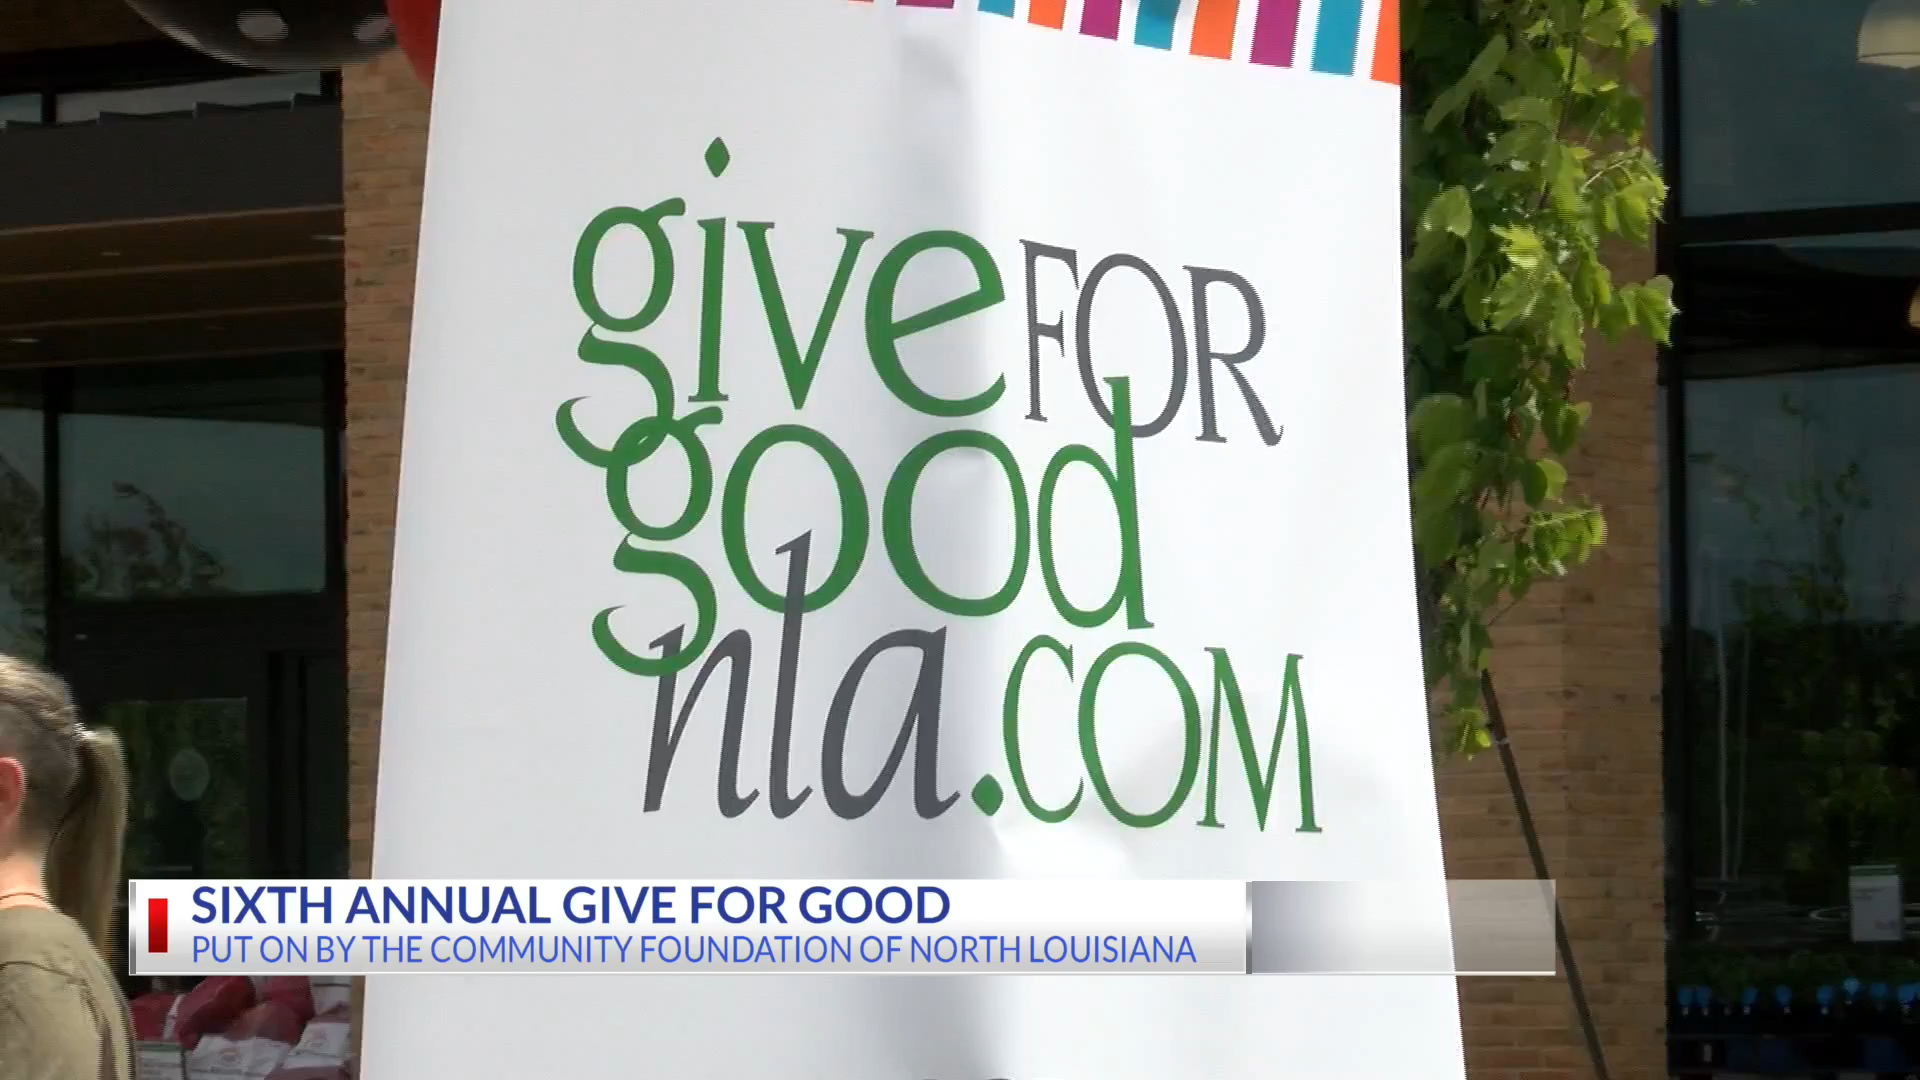 give FOR
good
nla.COM
SIXTH ANNUAL GIVE FOR GOOD
PUT ON BY THE COMMUNITY FOUNDATION OF NORTH LOUISIANA